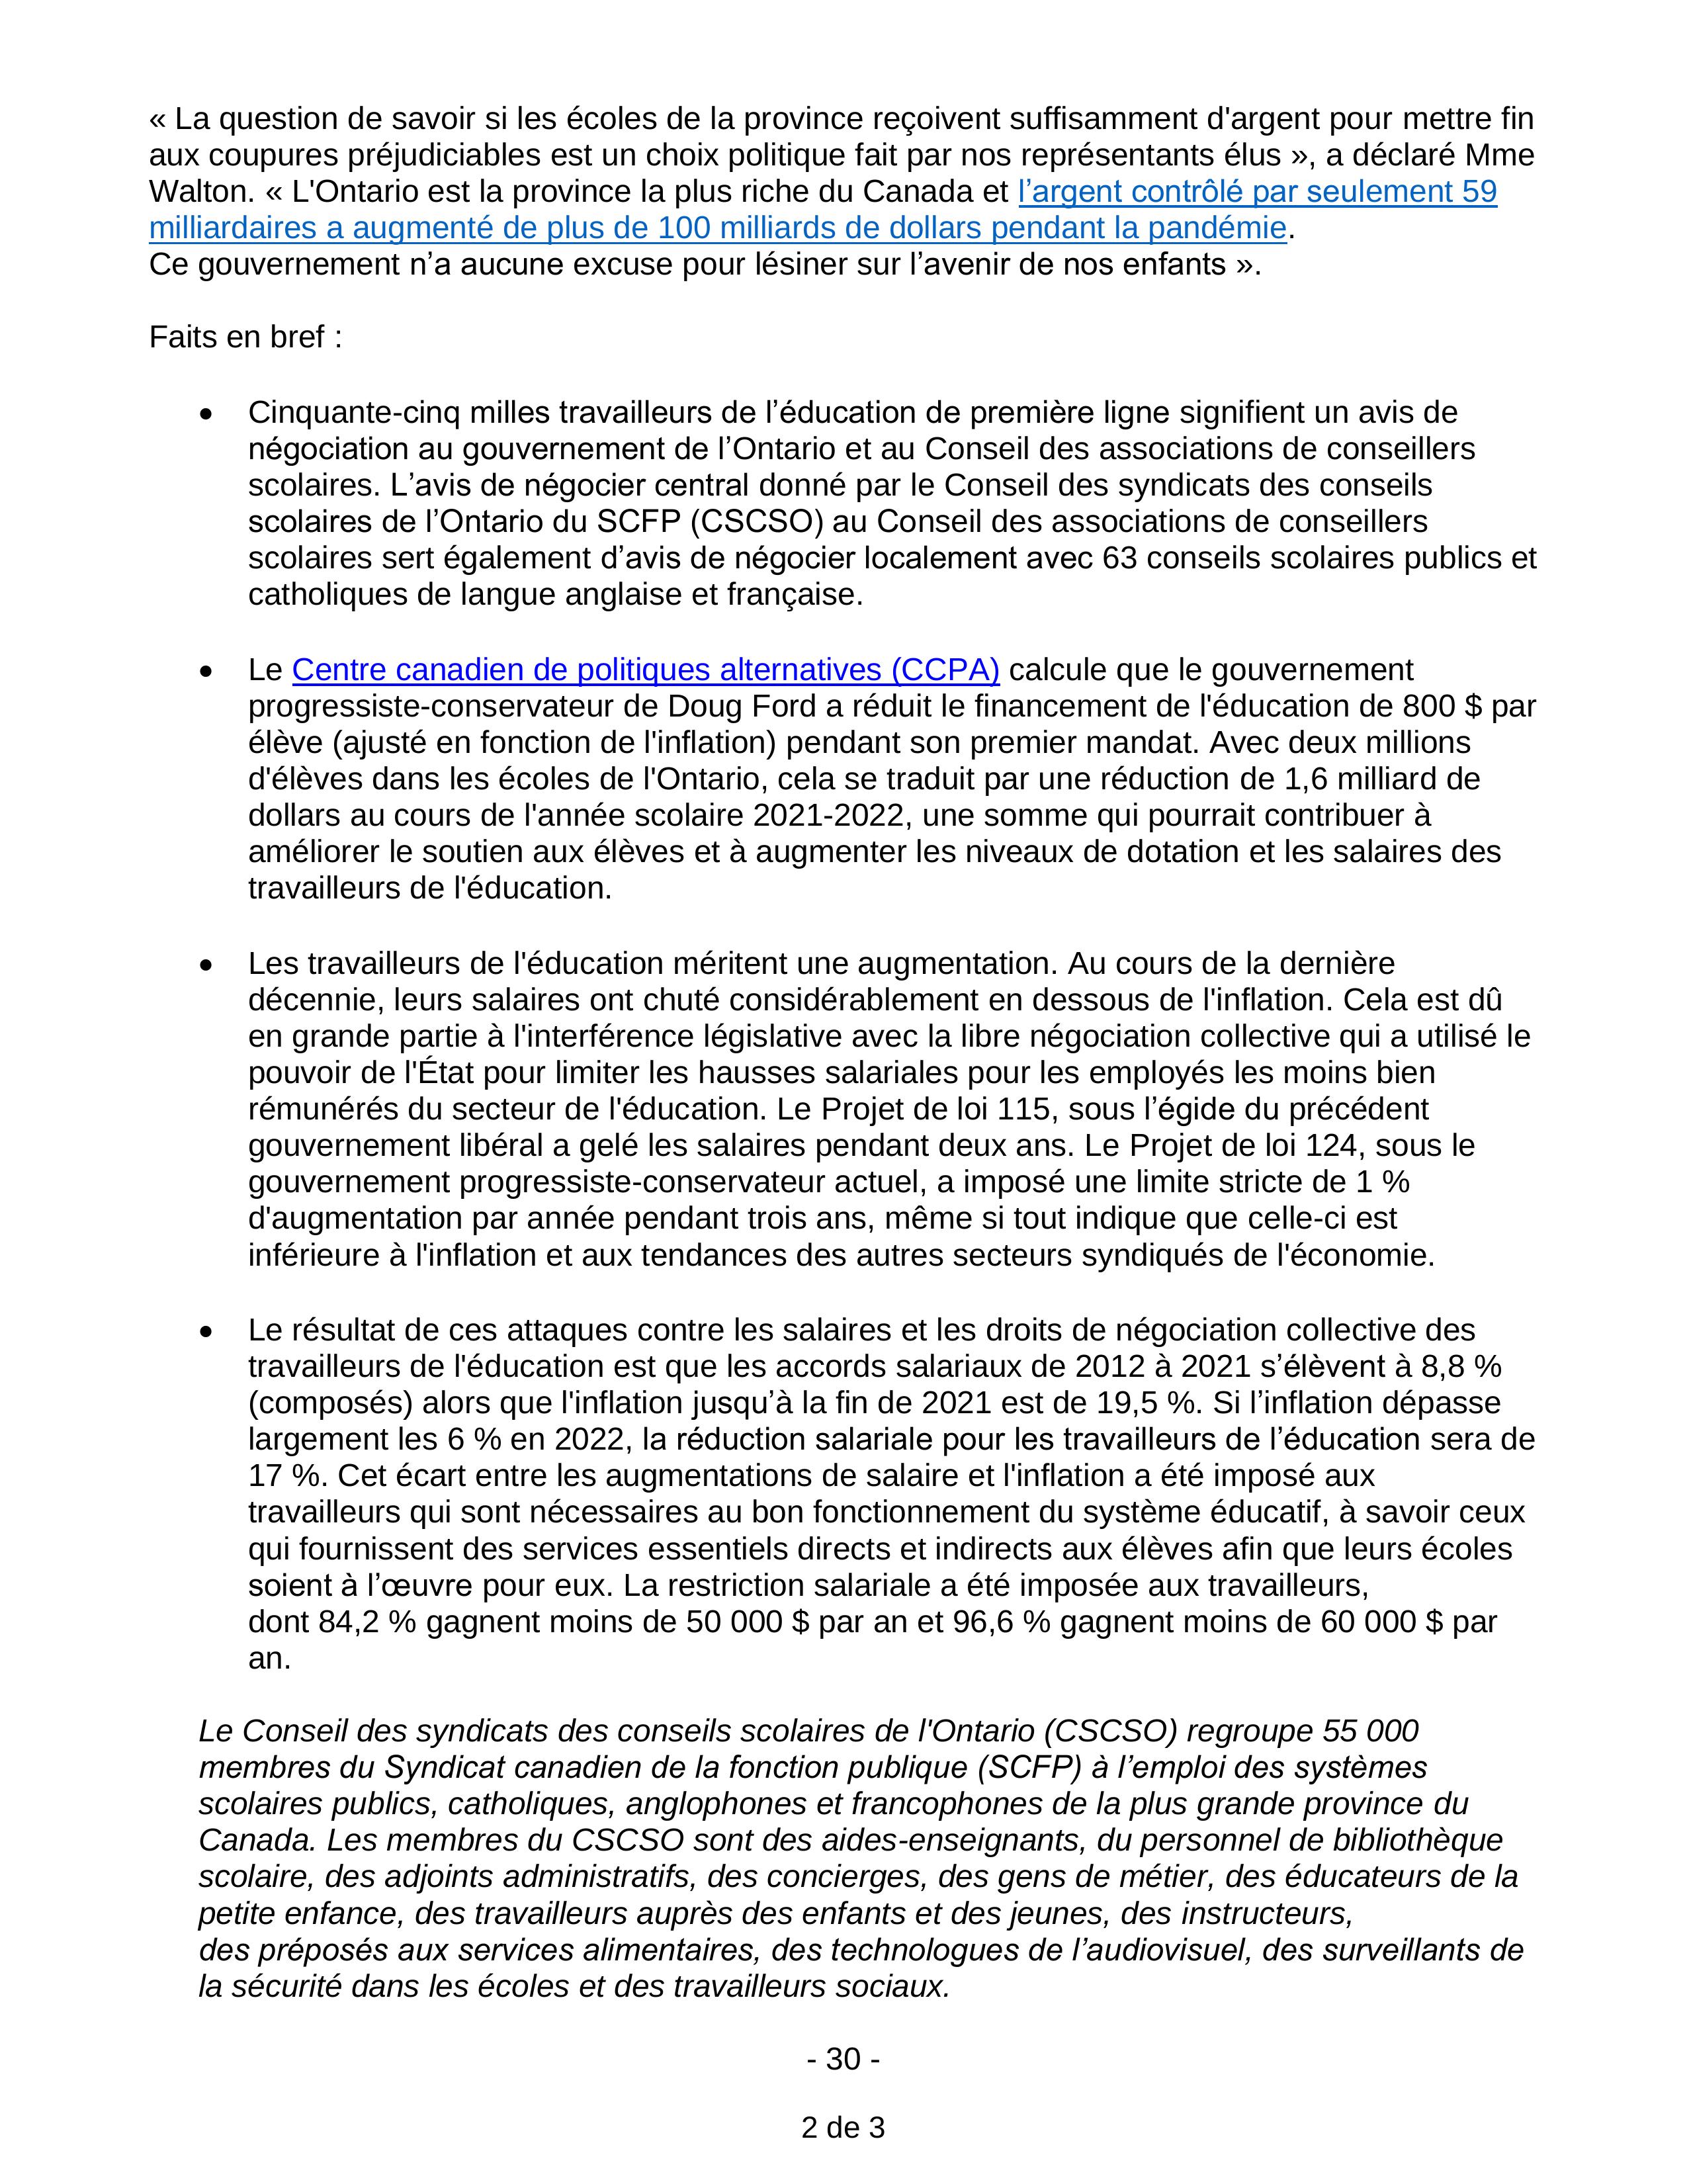 « La question de savoir si les écoles de la province reçoivent suffisamment d'argent pour mettre fin
aux coupures préjudiciables est un choix politique fait par nos représentants élus », a déclaré Mme
Walton. « L'Ontario est la province la plus riche du Canada et l’argent contrôlé par seulement 59
milliardaires a augmenté de plus de 100 milliards de dollars pendant la pandémie.
Ce gouvernement n’a aucune excuse pour lésiner sur l’avenir de nos enfants ».
Faits en bref :
• Cinquante-cinq milles travailleurs de l’éducation de première ligne signifient un avis de
négociation au gouvernement de l’Ontario et au Conseil des associations de conseillers
scolaires. L’avis de négocier central donné par le Conseil des syndicats des conseils
scolaires de l’Ontario du SCFP (CSCSO) au Conseil des associations de conseillers
scolaires sert également d’avis de négocier localement avec 63 conseils scolaires publics et
catholiques de langue anglaise et française.
• Le Centre canadien de politiques alternatives (CCPA) calcule que le gouvernement
progressiste-conservateur de Doug Ford a réduit le financement de l'éducation de 800 $ par
élève (ajusté en fonction de l'inflation) pendant son premier mandat. Avec deux millions
d'élèves dans les écoles de l'Ontario, cela se traduit par une réduction de 1,6 milliard de
dollars au cours de l'année scolaire 2021-2022, une somme qui pourrait contribuer à
améliorer le soutien aux élèves et à augmenter les niveaux de dotation et les salaires des
travailleurs de l'éducation.
• Les travailleurs de l'éducation méritent une augmentation. Au cours de la dernière
décennie, leurs salaires ont chuté considérablement en dessous de l'inflation. Cela est dû
en grande partie à l'interférence législative avec la libre négociation collective qui a utilisé le
pouvoir de l'État pour limiter les hausses salariales pour les employés les moins bien
rémunérés du secteur de l'éducation. Le Projet de loi 115, sous l’égide du précédent
gouvernement libéral a gelé les salaires pendant deux ans. Le Projet de loi 124, sous le
gouvernement progressiste-conservateur actuel, a imposé une limite stricte de 1 %
d'augmentation par année pendant trois ans, même si tout indique que celle-ci est
inférieure à l'inflation et aux tendances des autres secteurs syndiqués de l'économie.
• Le résultat de ces attaques contre les salaires et les droits de négociation collective des
travailleurs de l'éducation est que les accords salariaux de 2012 à 2021 s’élèvent à 8,8 %
(composés) alors que l'inflation jusqu’à la fin de 2021 est de 19,5 %. Si l’inflation dépasse
largement les 6 % en 2022, la réduction salariale pour les travailleurs de l’éducation sera de
17 %. Cet écart entre les augmentations de salaire et l'inflation a été imposé aux
travailleurs qui sont nécessaires au bon fonctionnement du système éducatif, à savoir ceux
qui fournissent des services essentiels directs et indirects aux élèves afin que leurs écoles
soient à l’œuvre pour eux. La restriction salariale a été imposée aux travailleurs,
dont 84,2 % gagnent moins de 50 000 $ par an et 96,6 % gagnent moins de 60 000 $ par
an.
Le Conseil des syndicats des conseils scolaires de l'Ontario (CSCSO) regroupe 55 000
membres du Syndicat canadien de la fonction publique (SCFP) à l’emploi des systèmes
scolaires publics, catholiques, anglophones et francophones de la plus grande province du
Canada. Les membres du CSCSO sont des aides-enseignants, du personnel de bibliothèque
scolaire, des adjoints administratifs, des concierges, des gens de métier, des éducateurs de la
petite enfance, des travailleurs auprès des enfants et des jeunes, des instructeurs,
des préposés aux services alimentaires, des technologues de l’audiovisuel, des surveillants de
la sécurité dans les écoles et des travailleurs sociaux.
- 30 -
2 de 3